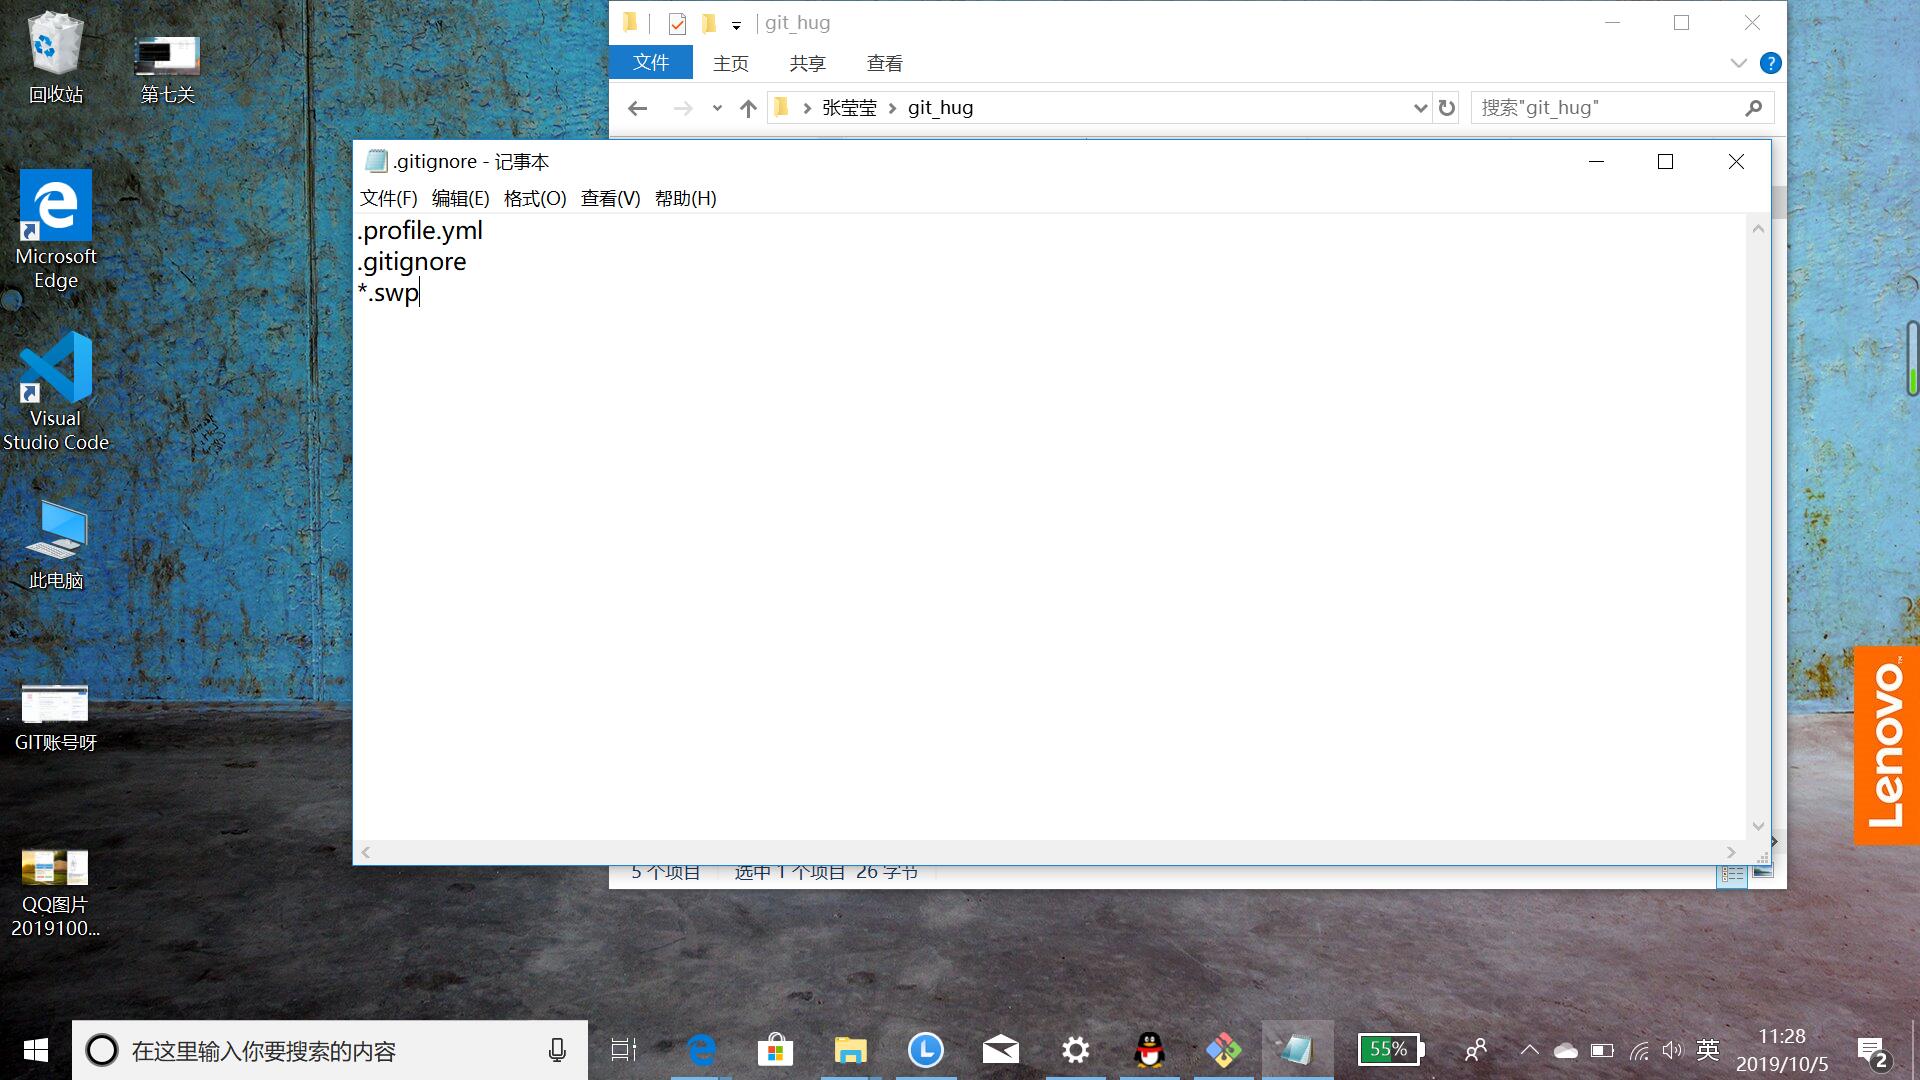 回收站
第七关
Microsoft
Edge
Visual
Studio Code
此电脑
GIT账号呀
QQ图片
2019100...
git_hug
文件 主页 共享 查看
张莹莹 git_hug
搜索"git_hug"
.gitignore - 记事本
文件(F) 编辑(E) 格式(O) 查看(V) 帮助(H)
.profile.yml
.gitignore
*.swp
5 个项目 选中 1 个项目 26 字节
Lenovo
在这里输入你要搜索的内容
55%
英
11:28
2019/10/5
2